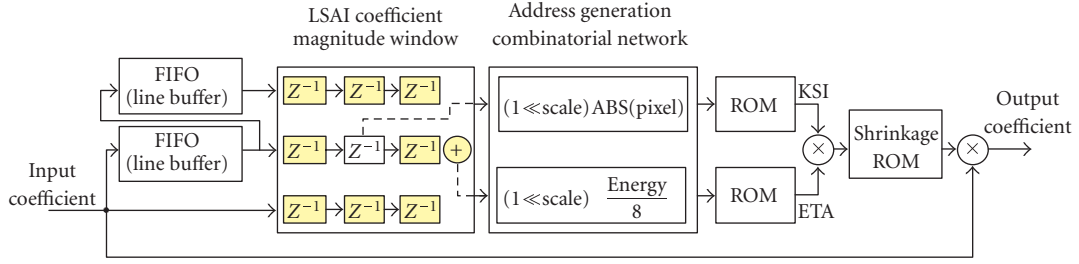 LSAI coefficient
magnitude window
Address generation
combinatorial network
FIFO
(line buffer)
Z⁻¹ Z⁻¹ Z⁻¹
(1≪scale) ABS(pixel)
ROM
KSI
Output
coefficient
FIFO
(line buffer)
Z⁻¹ Z⁻¹ Z⁻¹ +
×
Shrinkage
ROM
×
Input
coefficient
Z⁻¹ Z⁻¹ Z⁻¹
(1≪scale) Energy/8
ROM
ETA